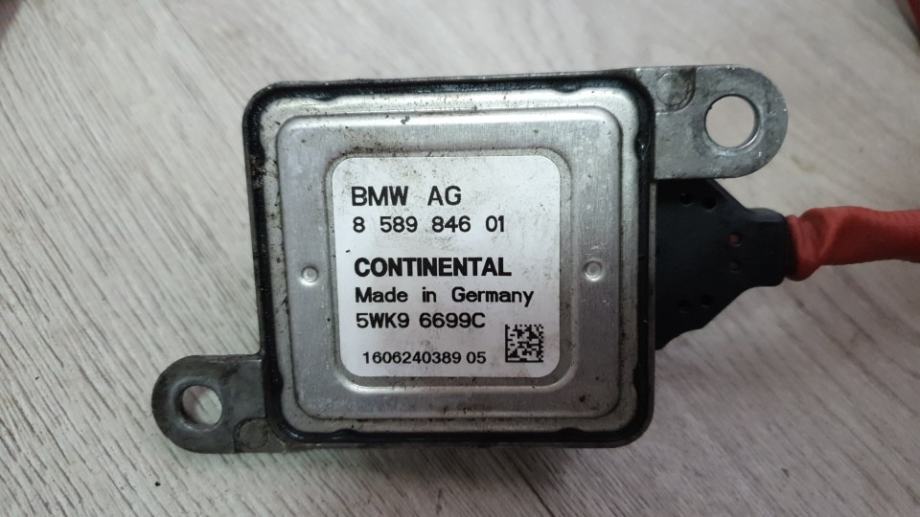 BMW AG
8 589 846 01
CONTINENTAL
Made in Germany
5WK9 6699C
1606240389 05